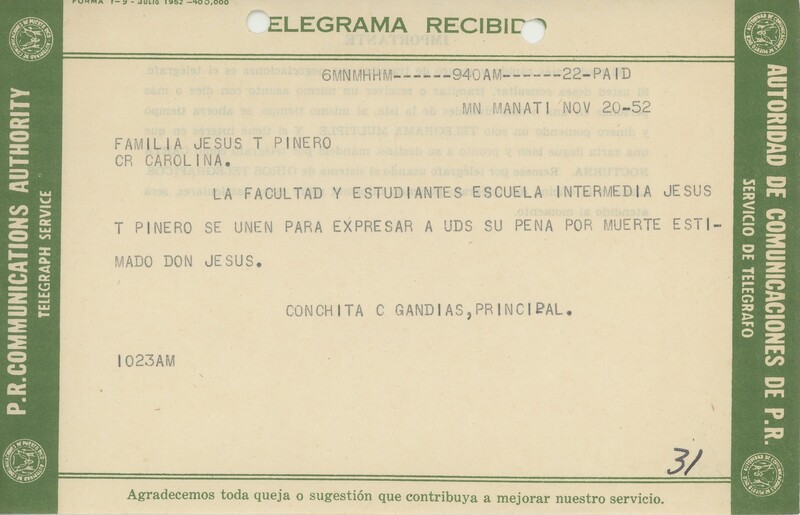 FORMA T-9 - JULIO 1952 -400,000
TELEGRAMA RECIBIDO
6MNMHHM------940AM------22-PAID
MN MANATI NOV 20-52
FAMILIA JESUS T PINERO
CR CAROLINA.
LA FACULTAD Y ESTUDIANTES ESCUELA INTERMEDIA JESUS
T PINERO SE UNEN PARA EXPRESAR A UDS SU PENA POR MUERTE ESTI-
MADO DON JESUS.
CONCHITA C GANDIAS, PRINCIPAL.
1023AM
31
Agradecemos toda queja o sugestión que contribuya a mejorar nuestro servicio.
P.R. COMMUNICATIONS AUTHORITY
TELEGRAPH SERVICE
AUTORIDAD DE COMUNICACIONES DE P.R.
SERVICIO DE TELEGRAFO